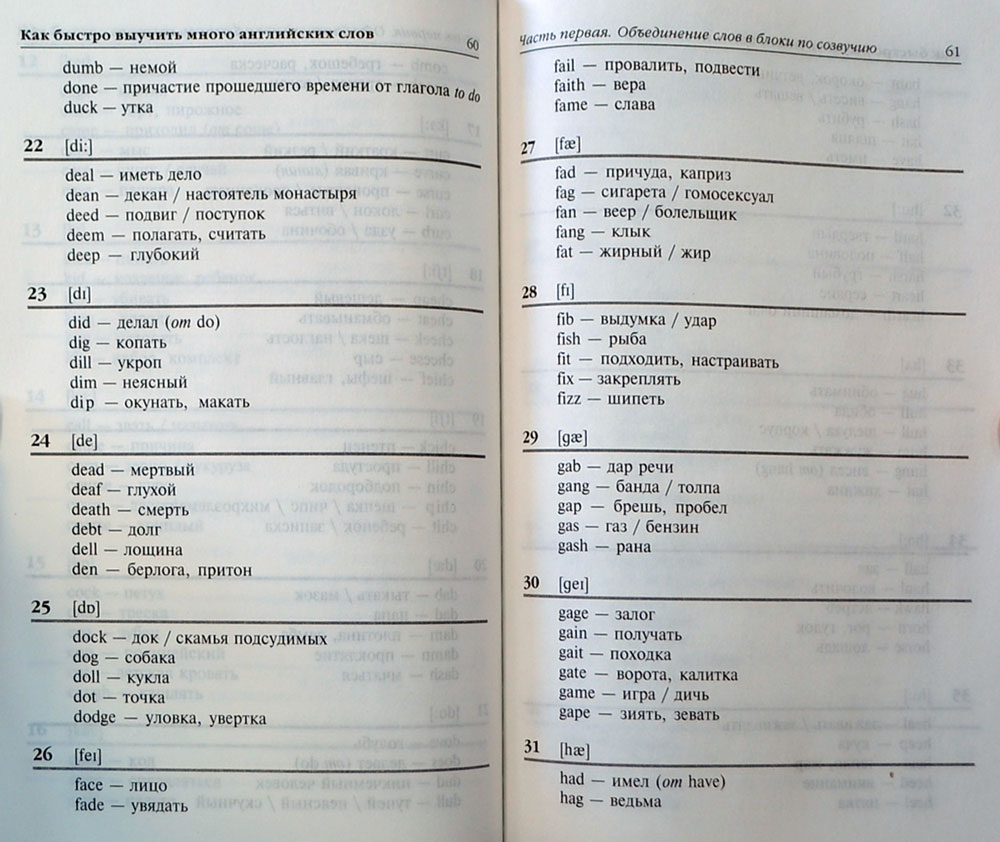 Как быстро выучить много английских слов 60
dumb — немой
done — причастие прошедшего времени от глагола to do
duck — утка
22 [di:]
deal — иметь дело
dean — декан / настоятель монастыря
deed — подвиг / поступок
deem — полагать, считать
deep — глубокий
23 [dɪ]
did — делал (от do)
dig — копать
dill — укроп
dim — неясный
dip — окунать, макать
24 [de]
dead — мертвый
deaf — глухой
death — смерть
debt — долг
dell — лощина
den — берлога, притон
25 [dɒ]
dock — док / скамья подсудимых
dog — собака
doll — кукла
dot — точка
dodge — уловка, увертка
26 [feɪ]
face — лицо
fade — увядать
Часть первая. Объединение слов в блоки по созвучию 61
fail — провалить, подвести
faith — вера
fame — слава
27 [fæ]
fad — причуда, каприз
fag — сигарета / гомосексуал
fan — веер / болельщик
fang — клык
fat — жирный / жир
28 [fɪ]
fib — выдумка / удар
fish — рыба
fit — подходить, настраивать
fix — закреплять
fizz — шипеть
29 [gæ]
gab — дар речи
gang — банда / толпа
gap — брешь, пробел
gas — газ / бензин
gash — рана
30 [geɪ]
gage — залог
gain — получать
gait — походка
gate — ворота, калитка
game — игра / дичь
gape — зиять, зевать
31 [hæ]
had — имел (от have)
hag — ведьма